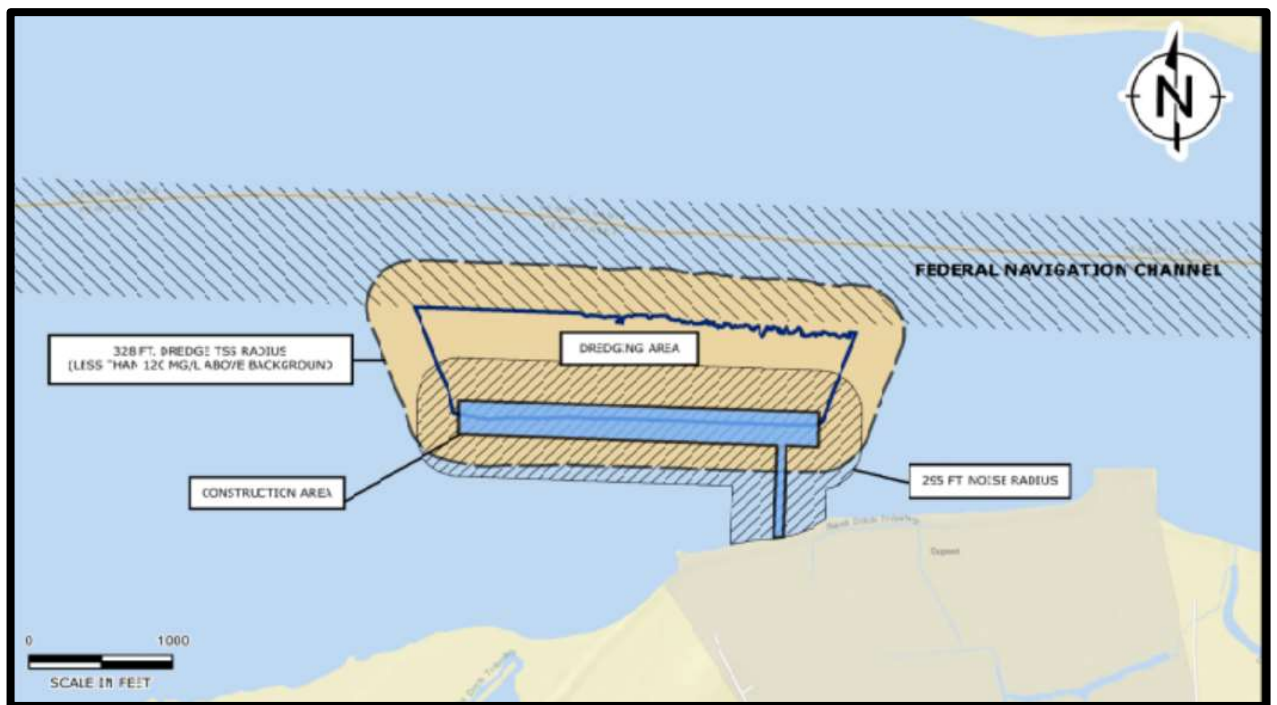 N
FEDERAL NAVIGATION CHANNEL
328 FT. DREDGE TSS RADIUS
(LESS THAN 120 MG/L ABOVE BACKGROUND)
DREDGING AREA
CONSTRUCTION AREA
295 FT NOISE RADIUS
0 1000
SCALE IN FEET